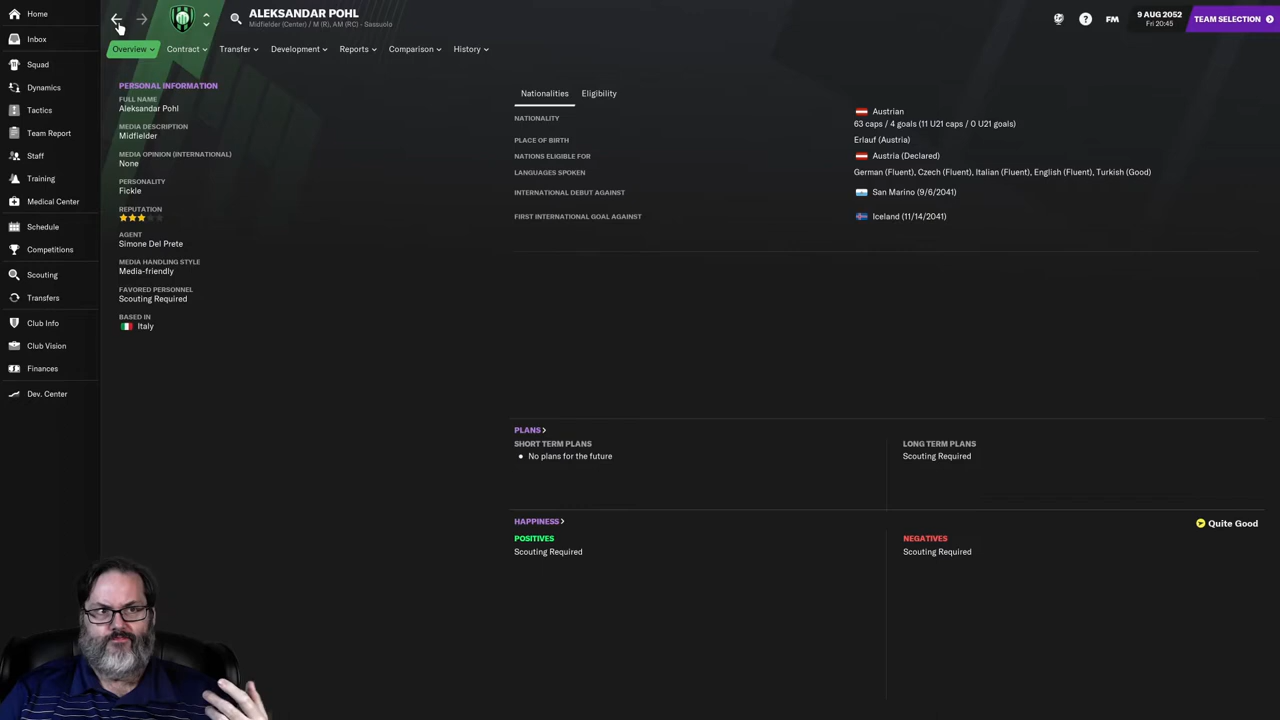 Home
Inbox
Squad
Dynamics
Tactics
Team Report
Staff
Training
Medical Center
Schedule
Competitions
Scouting
Transfers
Club Info
Club Vision
Finances
Dev. Center
ALEKSANDAR POHL
Midfielder (Center) / M (R), AM (RC) - Sassuolo
FM
9 AUG 2052
Fri 20:45
TEAM SELECTION
Overview
Contract
Transfer
Development
Reports
Comparison
History
PERSONAL INFORMATION
FULL NAME
Aleksandar Pohl
MEDIA DESCRIPTION
Midfielder
MEDIA OPINION (INTERNATIONAL)
None
PERSONALITY
Fickle
REPUTATION
AGENT
Simone Del Prete
MEDIA HANDLING STYLE
Media-friendly
FAVORED PERSONNEL
Scouting Required
BASED IN
Italy
Nationalities
Eligibility
NATIONALITY
Austrian
63 caps / 4 goals (11 U21 caps / 0 U21 goals)
PLACE OF BIRTH
Erlauf (Austria)
NATIONS ELIGIBLE FOR
Austria (Declared)
LANGUAGES SPOKEN
German (Fluent), Czech (Fluent), Italian (Fluent), English (Fluent), Turkish (Good)
INTERNATIONAL DEBUT AGAINST
San Marino (9/6/2041)
FIRST INTERNATIONAL GOAL AGAINST
Iceland (11/14/2041)
PLANS
SHORT TERM PLANS
• No plans for the future
LONG TERM PLANS
Scouting Required
HAPPINESS
Quite Good
POSITIVES
Scouting Required
NEGATIVES
Scouting Required